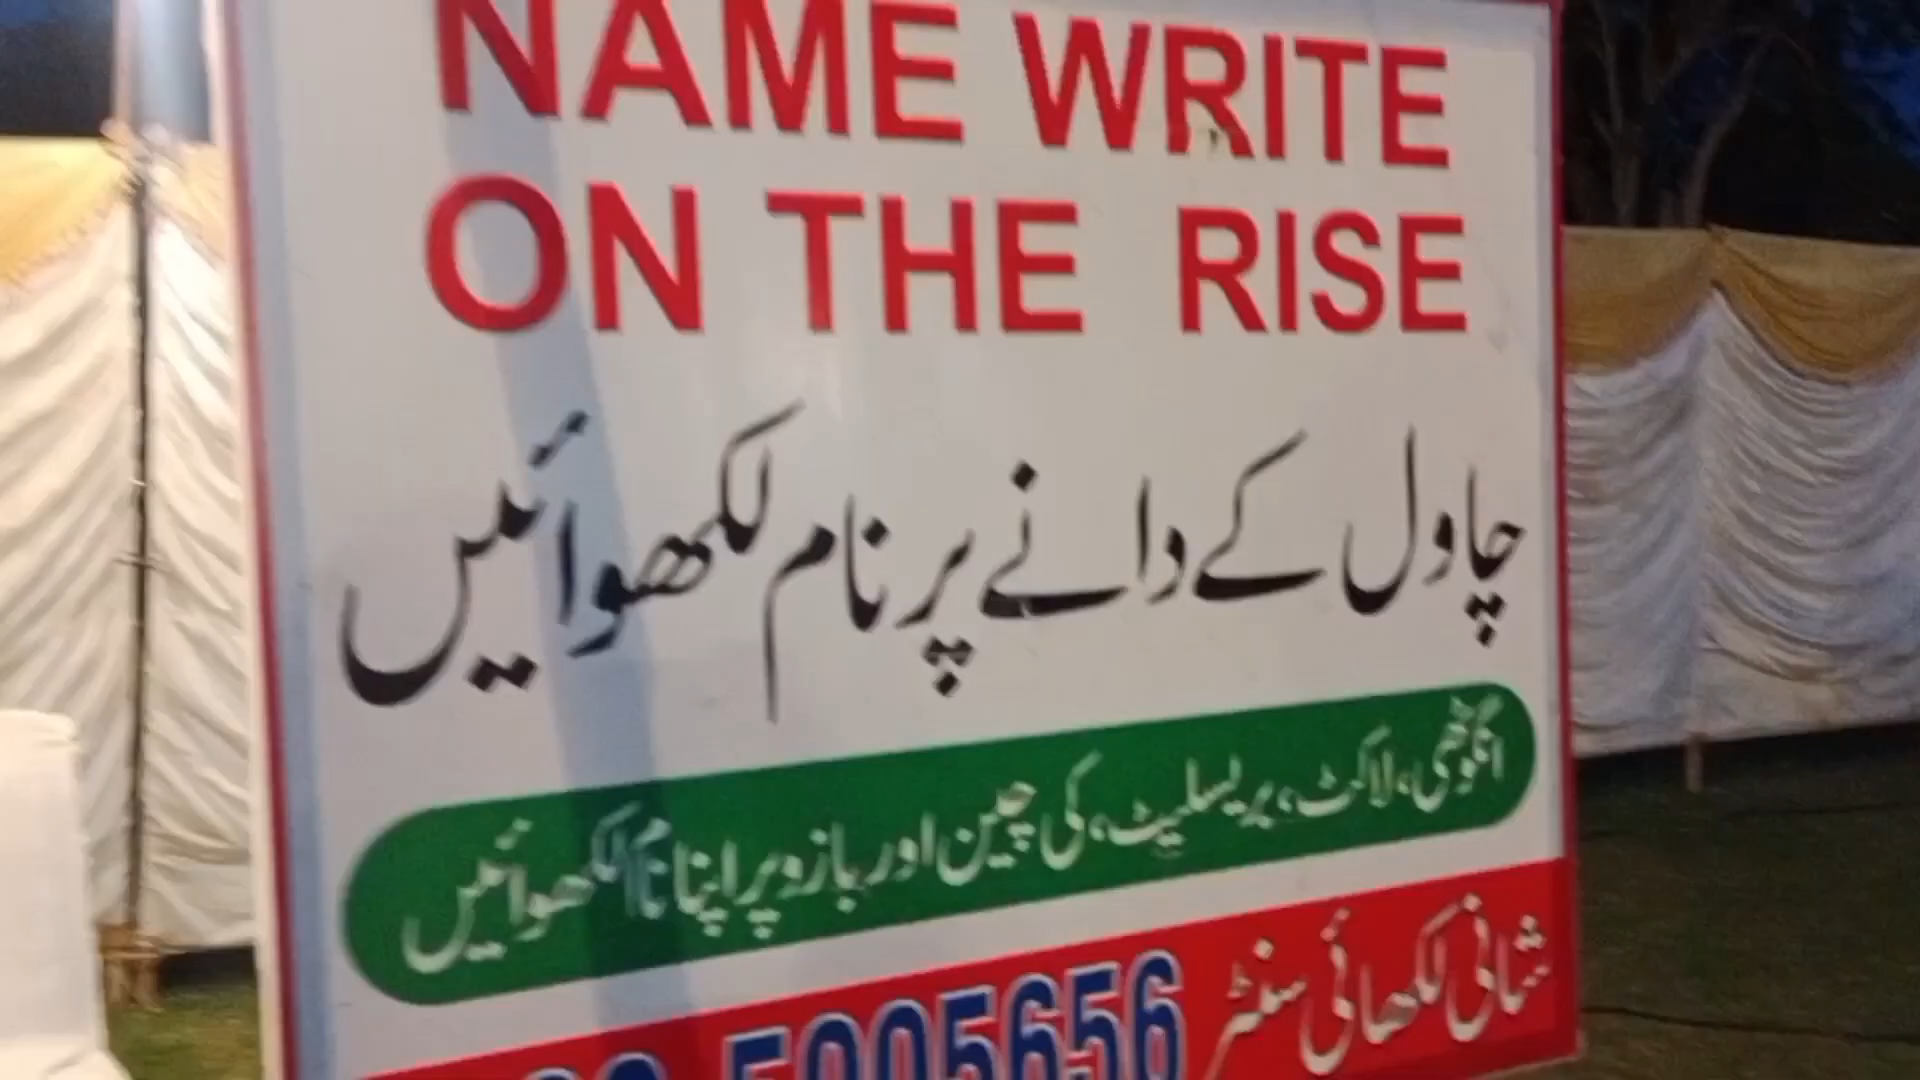 NAME WRITE
ON THE RISE
چاول کے دانے پر نام لکھوائیں
انگوٹھی، لاکٹ، بریسلیٹ، کی چین اور بازو پر اپنا نام لکھوائیں
شانی لکھائی سنٹر 5005656